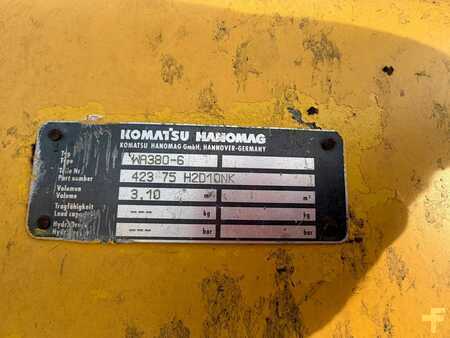 KOMATSU HANOMAG
KOMATSU HANOMAG GmbH, HANNOVER-GERMANY
Typ
Type WA380-6
Teile Nr.
Part number 423 75 H2D10NK
Volumen
Volume 3,10 m³ m³
Tragfähigkeit
Load capacity --- kg kg
--- bar bar